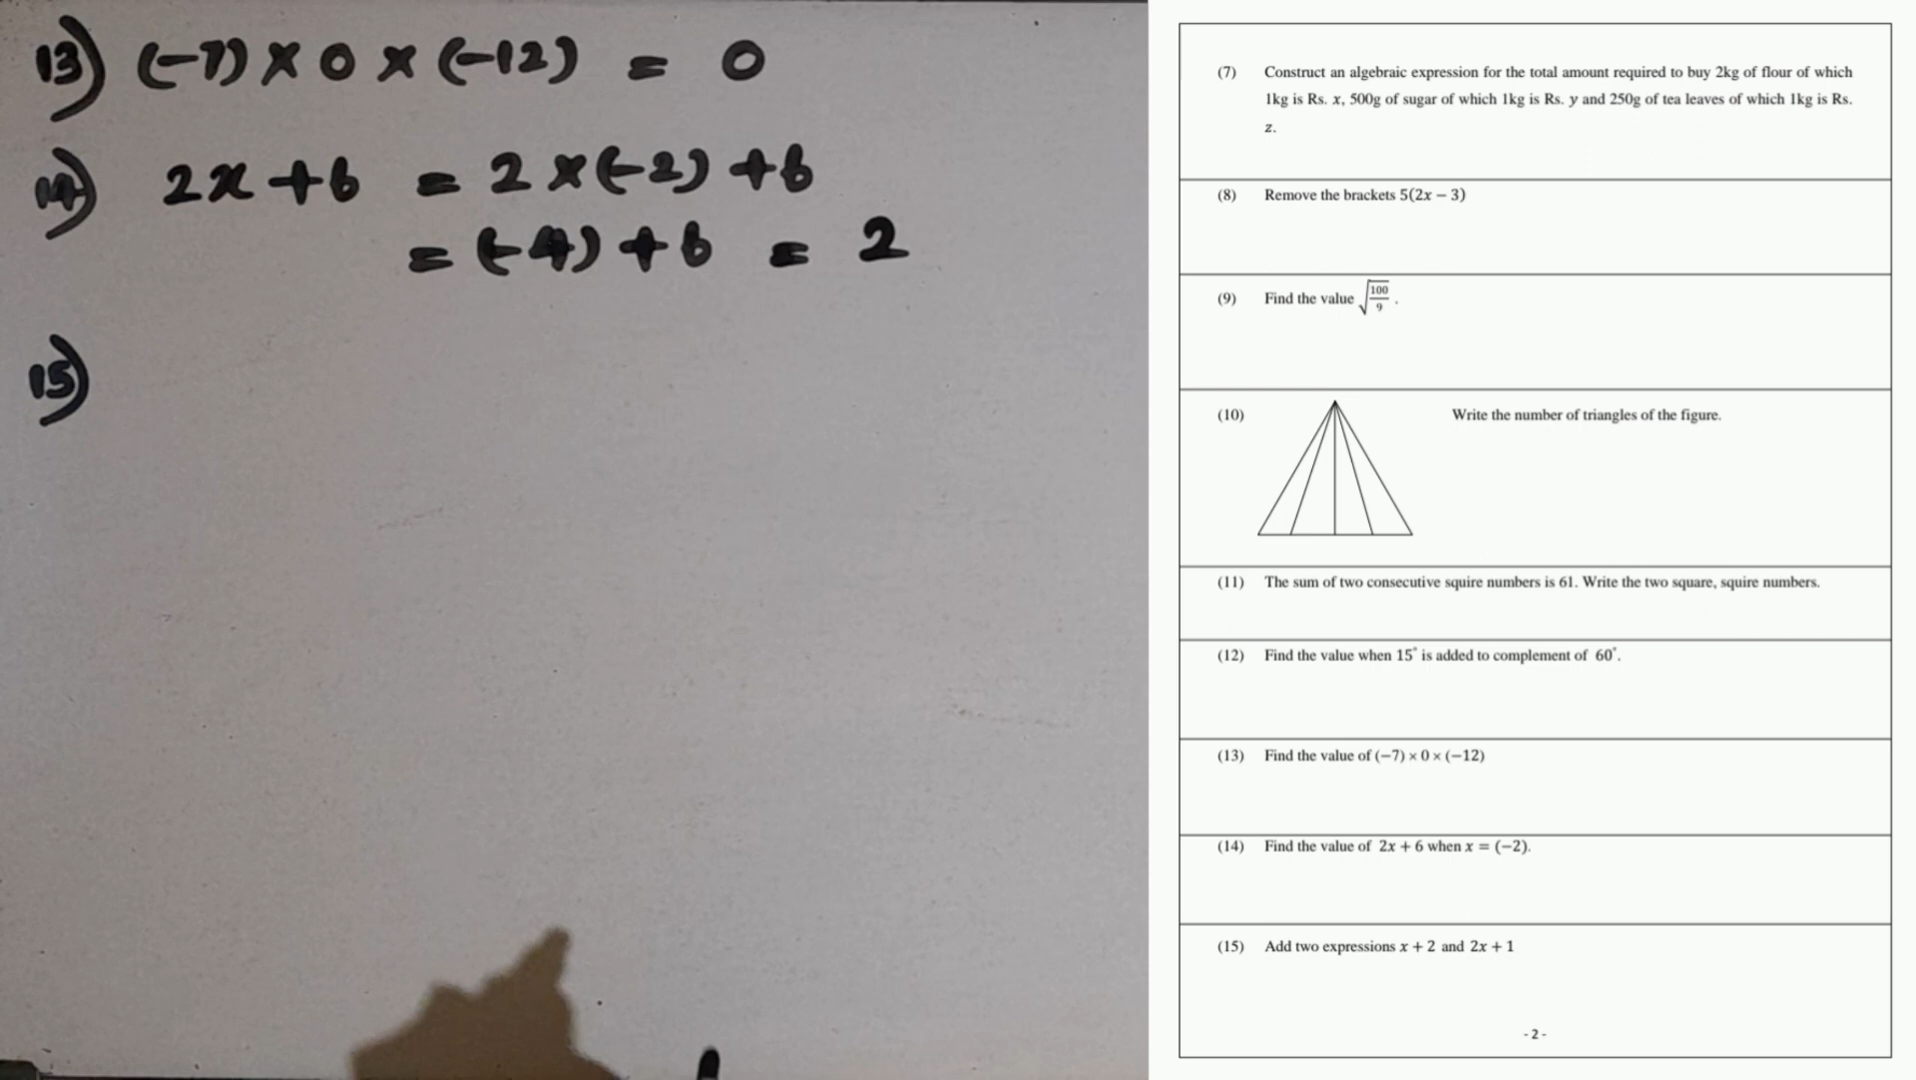 13) (-7) × 0 × (-12) = 0
14) 2x + 6 = 2 × (-2) + 6
= (-4) + 6 = 2
15)
(7) Construct an algebraic expression for the total amount required to buy 2kg of flour of which
1kg is Rs. x, 500g of sugar of which 1kg is Rs. y and 250g of tea leaves of which 1kg is Rs.
z.
(8) Remove the brackets 5(2x − 3)
(9) Find the value √(100/9) .
(10) Write the number of triangles of the figure.
(11) The sum of two consecutive squire numbers is 61. Write the two square, squire numbers.
(12) Find the value when 15° is added to complement of 60°.
(13) Find the value of (−7) × 0 × (−12)
(14) Find the value of 2x + 6 when x = (−2).
(15) Add two expressions x + 2 and 2x + 1
- 2 -